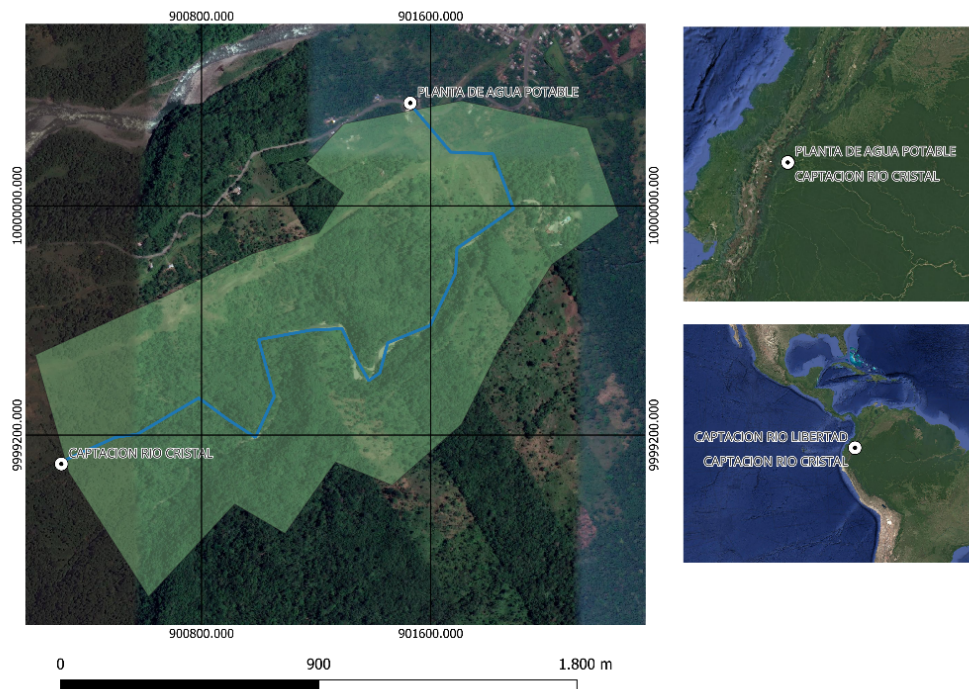 900800.000
901600.000
PLANTA DE AGUA POTABLE
10000000.000
10000000.000
9999200.000
9999200.000
CAPTACION RIO CRISTAL
900800.000
901600.000
0
900
1.800 m
PLANTA DE AGUA POTABLE
CAPTACION RIO CRISTAL
CAPTACION RIO LIBERTAD
CAPTACION RIO CRISTAL